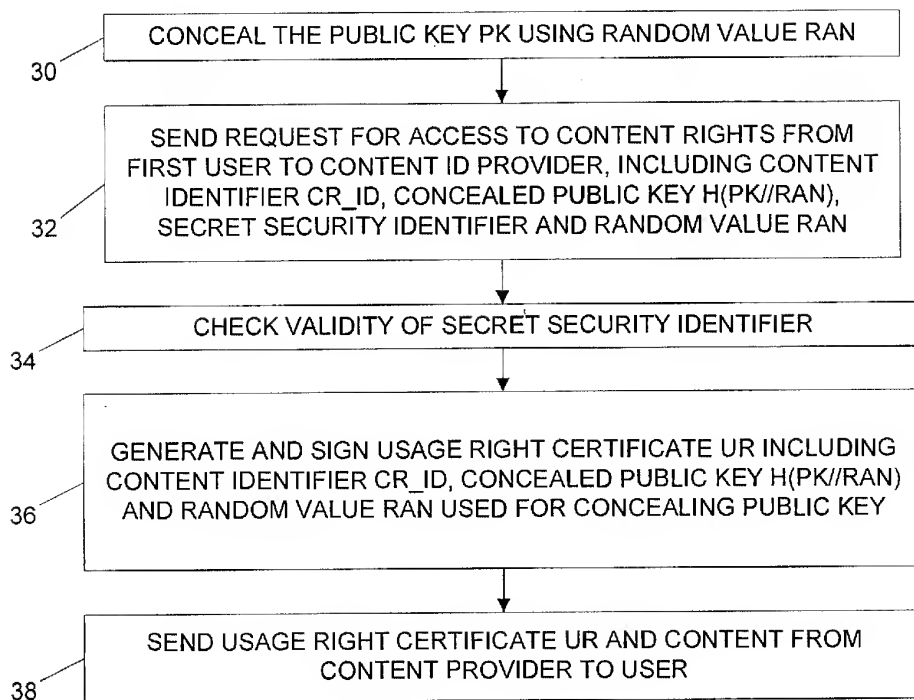 CONCEAL THE PUBLIC KEY PK USING RANDOM VALUE RAN
30
SEND REQUEST FOR ACCESS TO CONTENT RIGHTS FROM
FIRST USER TO CONTENT ID PROVIDER, INCLUDING CONTENT
IDENTIFIER CR_ID, CONCEALED PUBLIC KEY H(PK//RAN),
SECRET SECURITY IDENTIFIER AND RANDOM VALUE RAN
32
CHECK VALIDITY OF SECRET SECURITY IDENTIFIER
34
GENERATE AND SIGN USAGE RIGHT CERTIFICATE UR INCLUDING
CONTENT IDENTIFIER CR_ID, CONCEALED PUBLIC KEY H(PK//RAN)
AND RANDOM VALUE RAN USED FOR CONCEALING PUBLIC KEY
36
SEND USAGE RIGHT CERTIFICATE UR AND CONTENT FROM
CONTENT PROVIDER TO USER
38